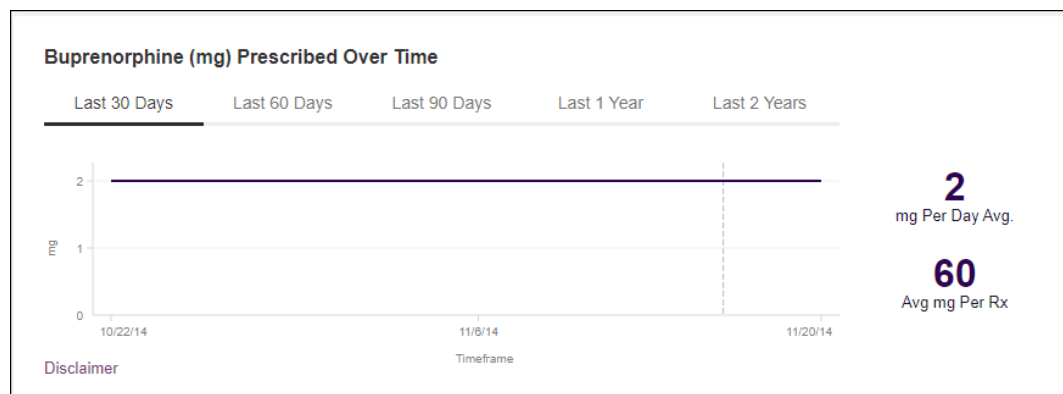 Buprenorphine (mg) Prescribed Over Time
Last 30 Days Last 60 Days Last 90 Days Last 1 Year Last 2 Years
2
1
0
mg
10/22/14 11/6/14 11/20/14
Timeframe
2
mg Per Day Avg.
60
Avg mg Per Rx
Disclaimer